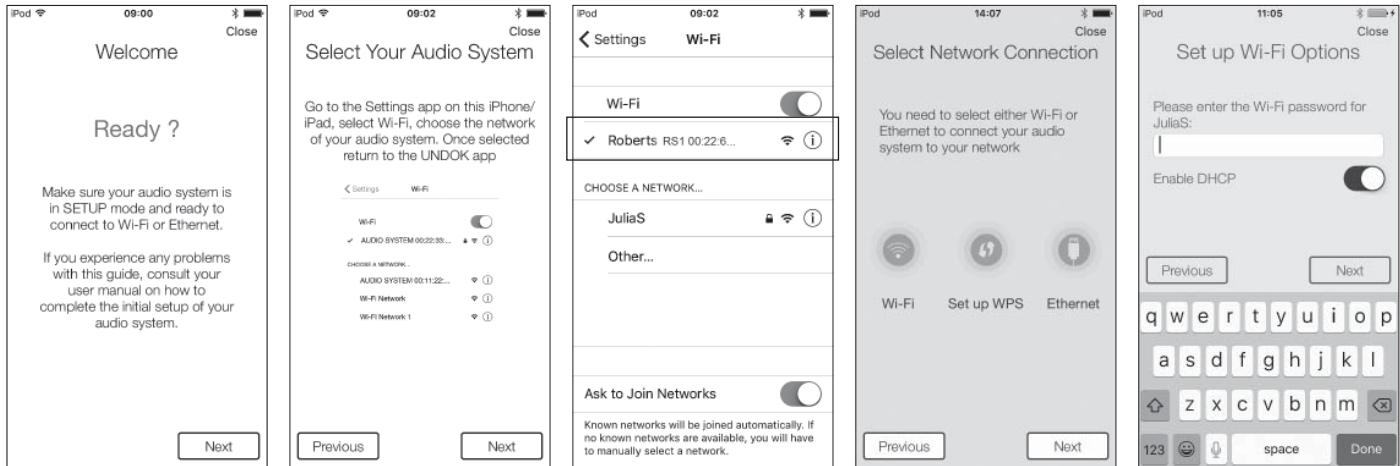 iPod 09:00
Close
Welcome
Ready ?
Make sure your audio system is
in SETUP mode and ready to
connect to Wi-Fi or Ethernet.
If you experience any problems
with this guide, consult your
user manual on how to
complete the initial setup of your
audio system.
Next
iPod 09:02
Close
Select Your Audio System
Go to the Settings app on this iPhone/
iPad, select Wi-Fi, choose the network
of your audio system. Once selected
return to the UNDOK app
Settings Wi-Fi
Wi-Fi
AUDIO SYSTEM 00:22:33:...
CHOOSE A NETWORK...
AUDIO SYSTEM 00:11:22:...
Wi-Fi Network
Wi-Fi Network 1
Previous Next
iPod 09:02
Settings Wi-Fi
Wi-Fi
Roberts RS1 00:22:6...
CHOOSE A NETWORK...
JuliaS
Other...
Ask to Join Networks
Known networks will be joined automatically. If
no known networks are available, you will have
to manually select a network.
iPod 14:07
Close
Select Network Connection
You need to select either Wi-Fi or
Ethernet to connect your audio
system to your network
Wi-Fi Set up WPS Ethernet
Previous Next
iPod 11:05
Close
Set up Wi-Fi Options
Please enter the Wi-Fi password for
JuliaS:
Enable DHCP
Previous Next
q w e r t y u i o p
a s d f g h j k l
z x c v b n m
123 space Done